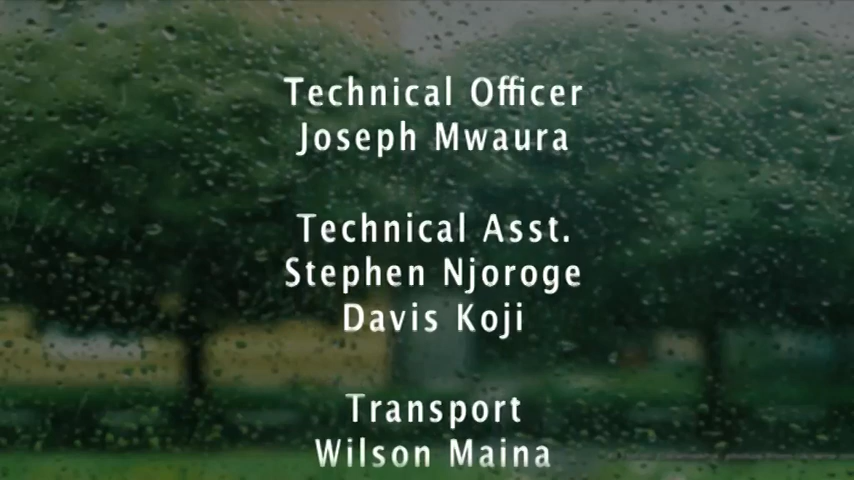 Technical Officer
Joseph Mwaura
Technical Asst.
Stephen Njoroge
Davis Koji
Transport
Wilson Maina